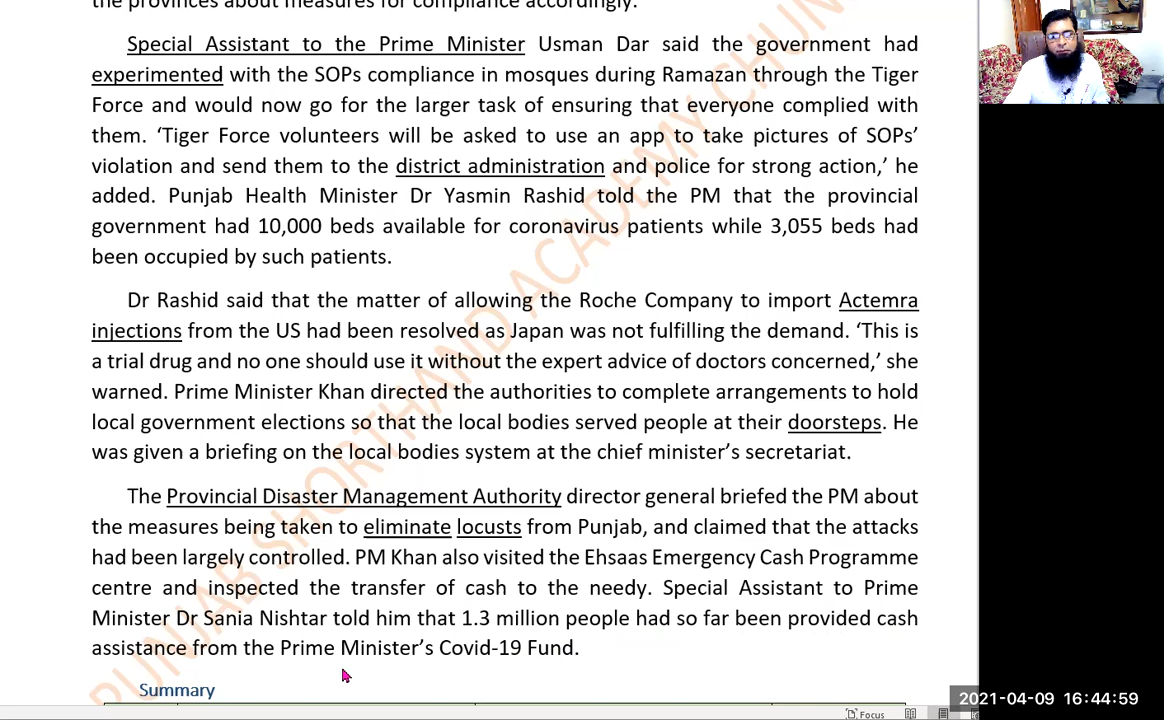 the provinces about measures for compliance accordingly.
Special Assistant to the Prime Minister Usman Dar said the government had
experimented with the SOPs compliance in mosques during Ramazan through the Tiger
Force and would now go for the larger task of ensuring that everyone complied with
them. ‘Tiger Force volunteers will be asked to use an app to take pictures of SOPs’
violation and send them to the district administration and police for strong action,’ he
added. Punjab Health Minister Dr Yasmin Rashid told the PM that the provincial
government had 10,000 beds available for coronavirus patients while 3,055 beds had
been occupied by such patients.
Dr Rashid said that the matter of allowing the Roche Company to import Actemra
injections from the US had been resolved as Japan was not fulfilling the demand. ‘This is
a trial drug and no one should use it without the expert advice of doctors concerned,’ she
warned. Prime Minister Khan directed the authorities to complete arrangements to hold
local government elections so that the local bodies served people at their doorsteps. He
was given a briefing on the local bodies system at the chief minister’s secretariat.
The Provincial Disaster Management Authority director general briefed the PM about
the measures being taken to eliminate locusts from Punjab, and claimed that the attacks
had been largely controlled. PM Khan also visited the Ehsaas Emergency Cash Programme
centre and inspected the transfer of cash to the needy. Special Assistant to Prime
Minister Dr Sania Nishtar told him that 1.3 million people had so far been provided cash
assistance from the Prime Minister’s Covid-19 Fund.
Summary
PUNJAB SHORTHAND ACADEMY CHUN
2021-04-09 16:44:59
Focus